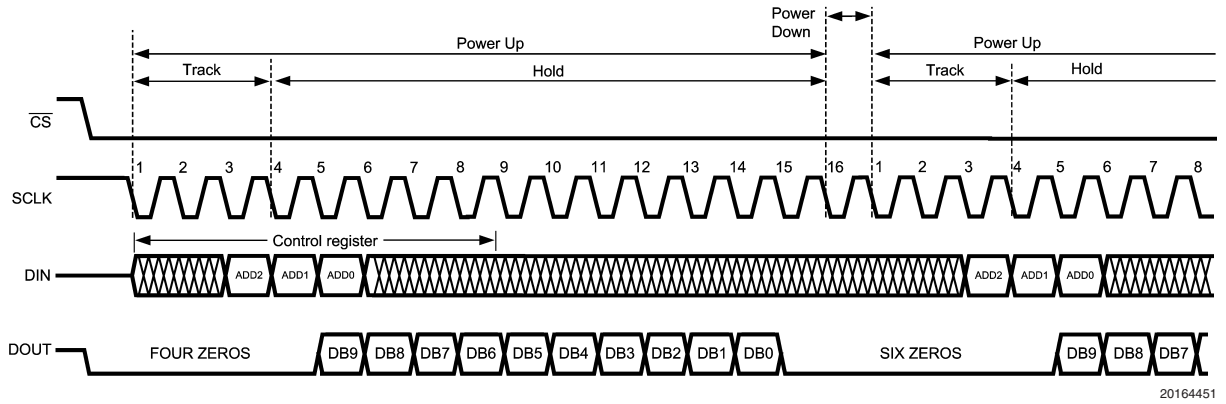 Power Down
Power Up
Power Up
Track
Hold
Track
Hold
CS
1 2 3 4 5 6 7 8 9 10 11 12 13 14 15 16 1 2 3 4 5 6 7 8
SCLK
Control register
DIN
ADD2 ADD1 ADD0 ADD2 ADD1 ADD0
DOUT
FOUR ZEROS DB9 DB8 DB7 DB6 DB5 DB4 DB3 DB2 DB1 DB0 SIX ZEROS DB9 DB8 DB7
20164451